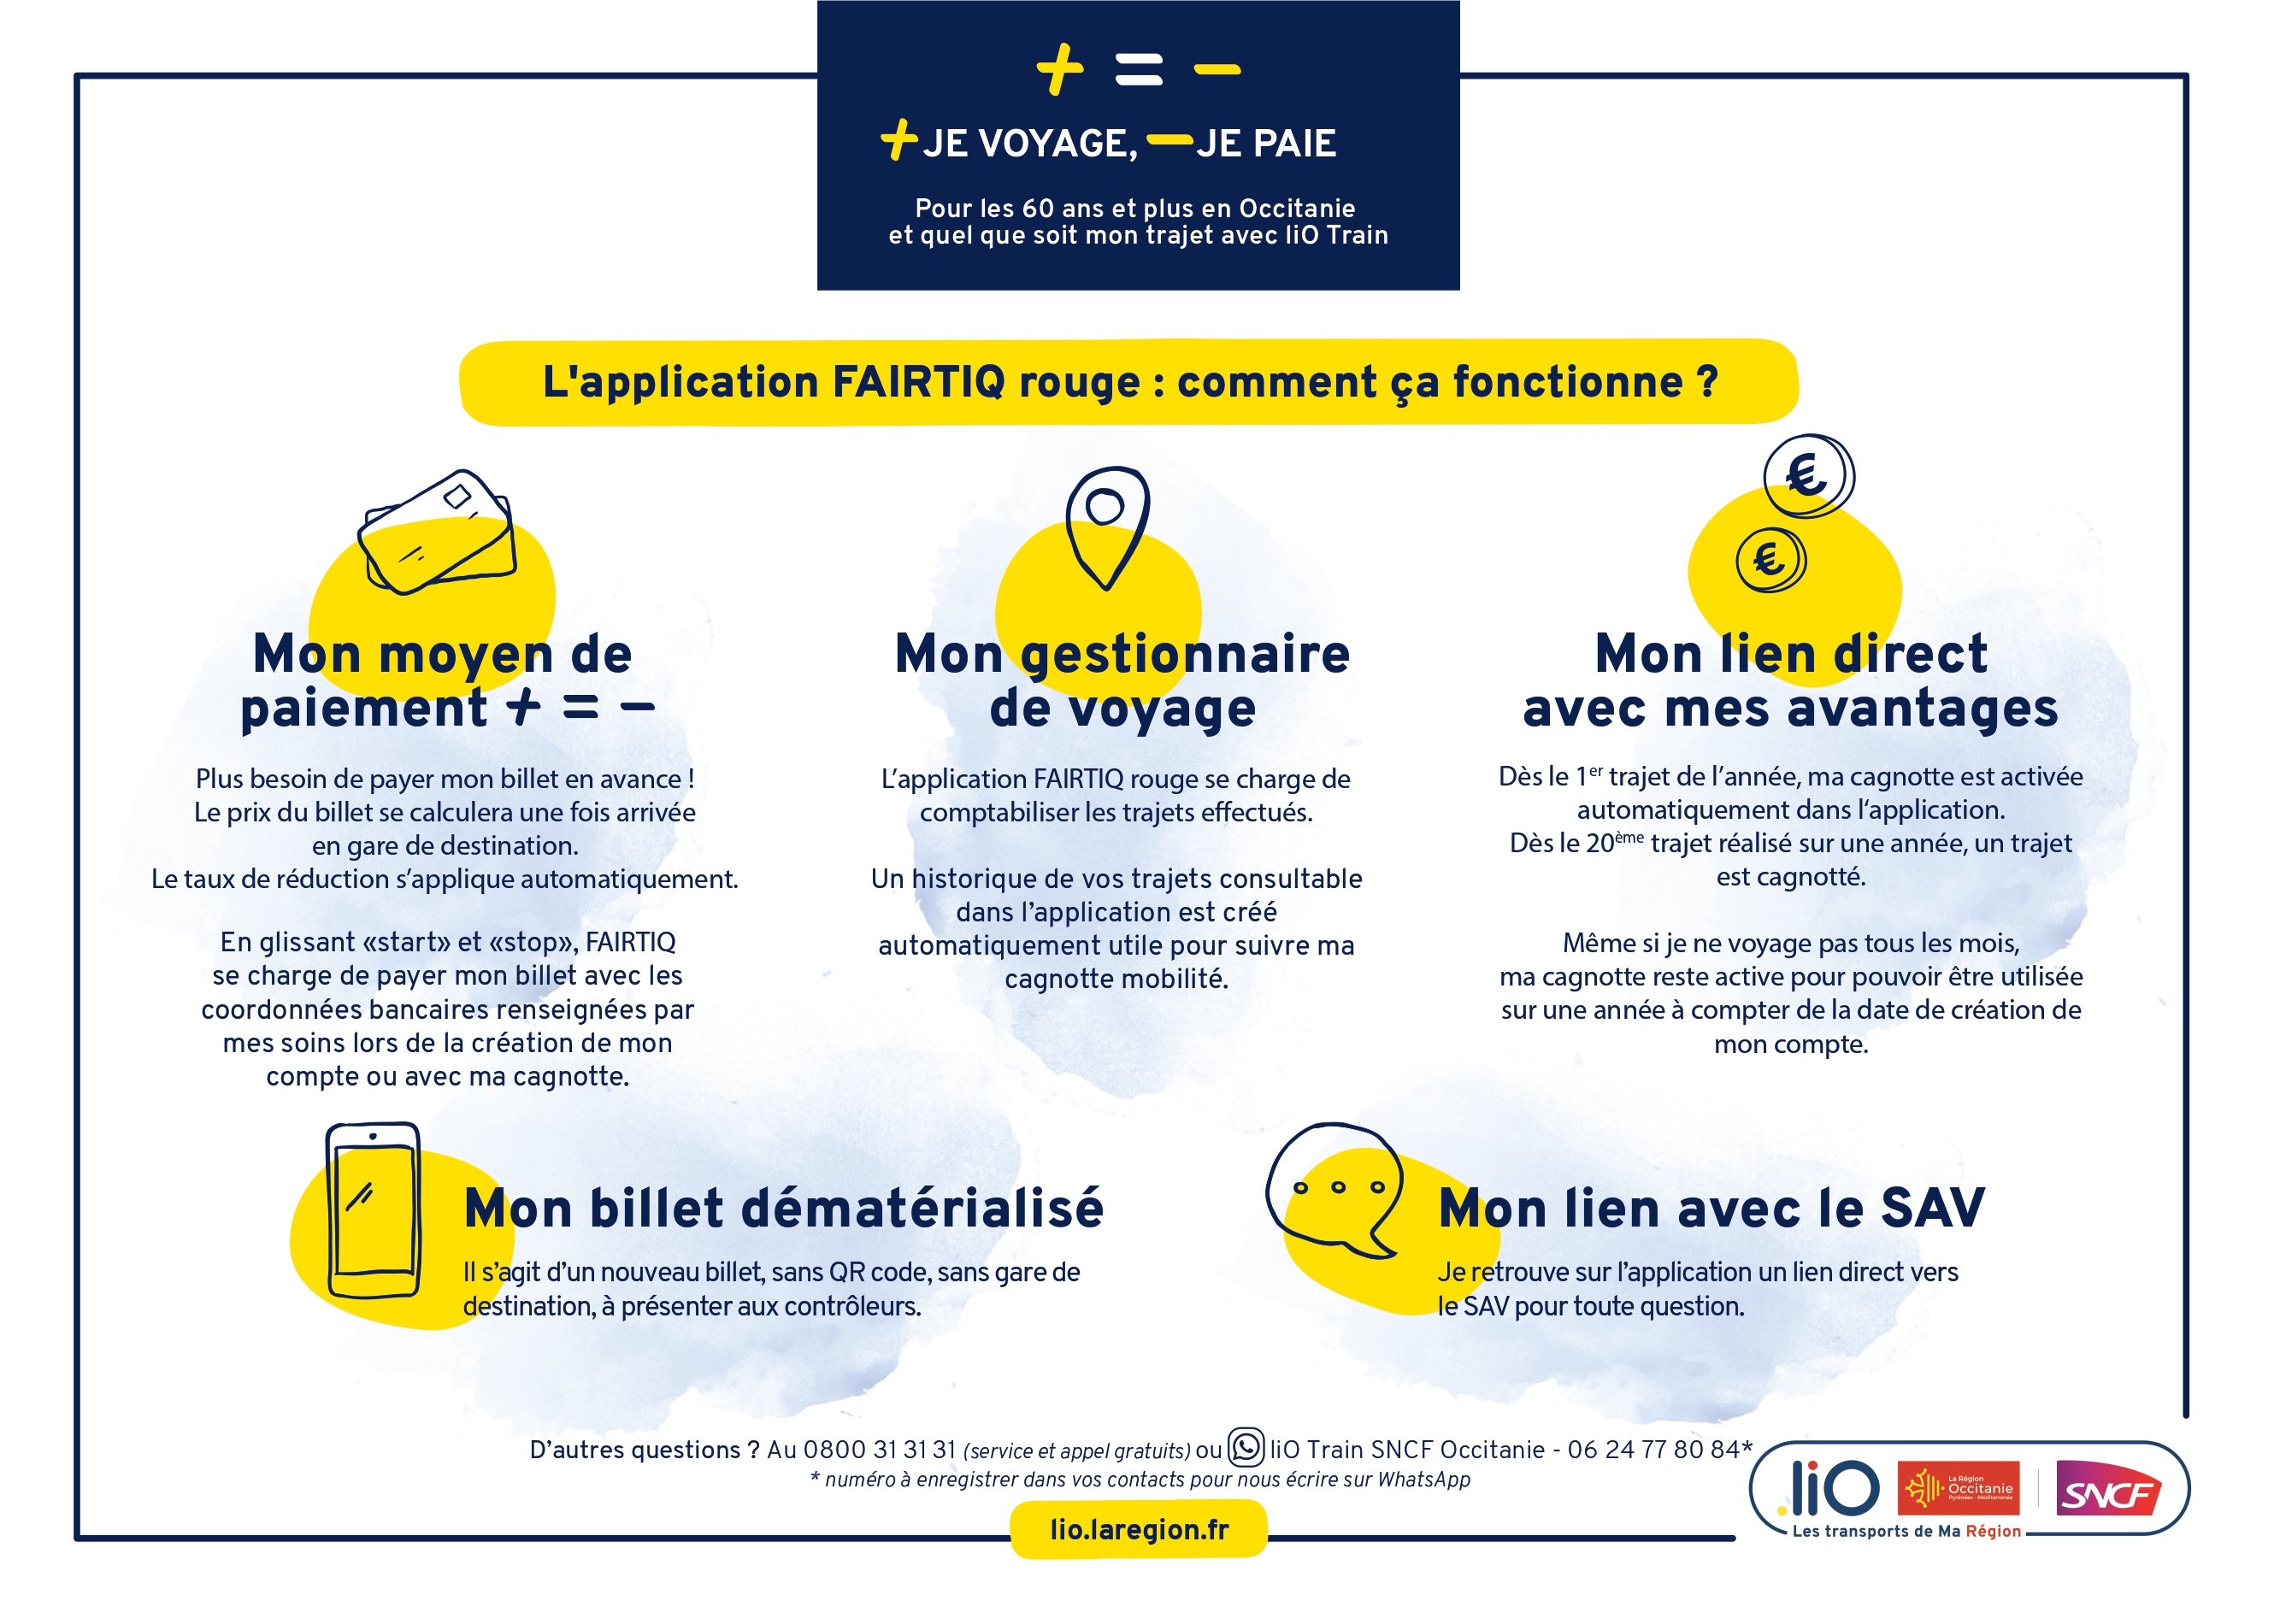 + = -
+ JE VOYAGE, - JE PAIE
Pour les 60 ans et plus en Occitanie
et quel que soit mon trajet avec liO Train
L'application FAIRTIQ rouge : comment ça fonctionne ?
€
€
Mon moyen de
paiement + = -
Plus besoin de payer mon billet en avance !
Le prix du billet se calculera une fois arrivée
en gare de destination.
Le taux de réduction s’applique automatiquement.
En glissant «start» et «stop», FAIRTIQ
se charge de payer mon billet avec les
coordonnées bancaires renseignées par
mes soins lors de la création de mon
compte ou avec ma cagnotte.
Mon gestionnaire
de voyage
L’application FAIRTIQ rouge se charge de
comptabiliser les trajets effectués.
Un historique de vos trajets consultable
dans l’application est créé
automatiquement utile pour suivre ma
cagnotte mobilité.
Mon lien direct
avec mes avantages
Dès le 1er trajet de l’année, ma cagnotte est activée
automatiquement dans l‘application.
Dès le 20ème trajet réalisé sur une année, un trajet
est cagnotté.
Même si je ne voyage pas tous les mois,
ma cagnotte reste active pour pouvoir être utilisée
sur une année à compter de la date de création de
mon compte.
Mon billet dématérialisé
Il s’agit d’un nouveau billet, sans QR code, sans gare de
destination, à présenter aux contrôleurs.
Mon lien avec le SAV
Je retrouve sur l’application un lien direct vers
le SAV pour toute question.
D’autres questions ? Au 0800 31 31 31 (service et appel gratuits) ou liO Train SNCF Occitanie - 06 24 77 80 84*
* numéro à enregistrer dans vos contacts pour nous écrire sur WhatsApp
lio.laregion.fr
liO
La Région
Occitanie
Pyrénées - Méditerranée
SNCF
Les transports de Ma Région